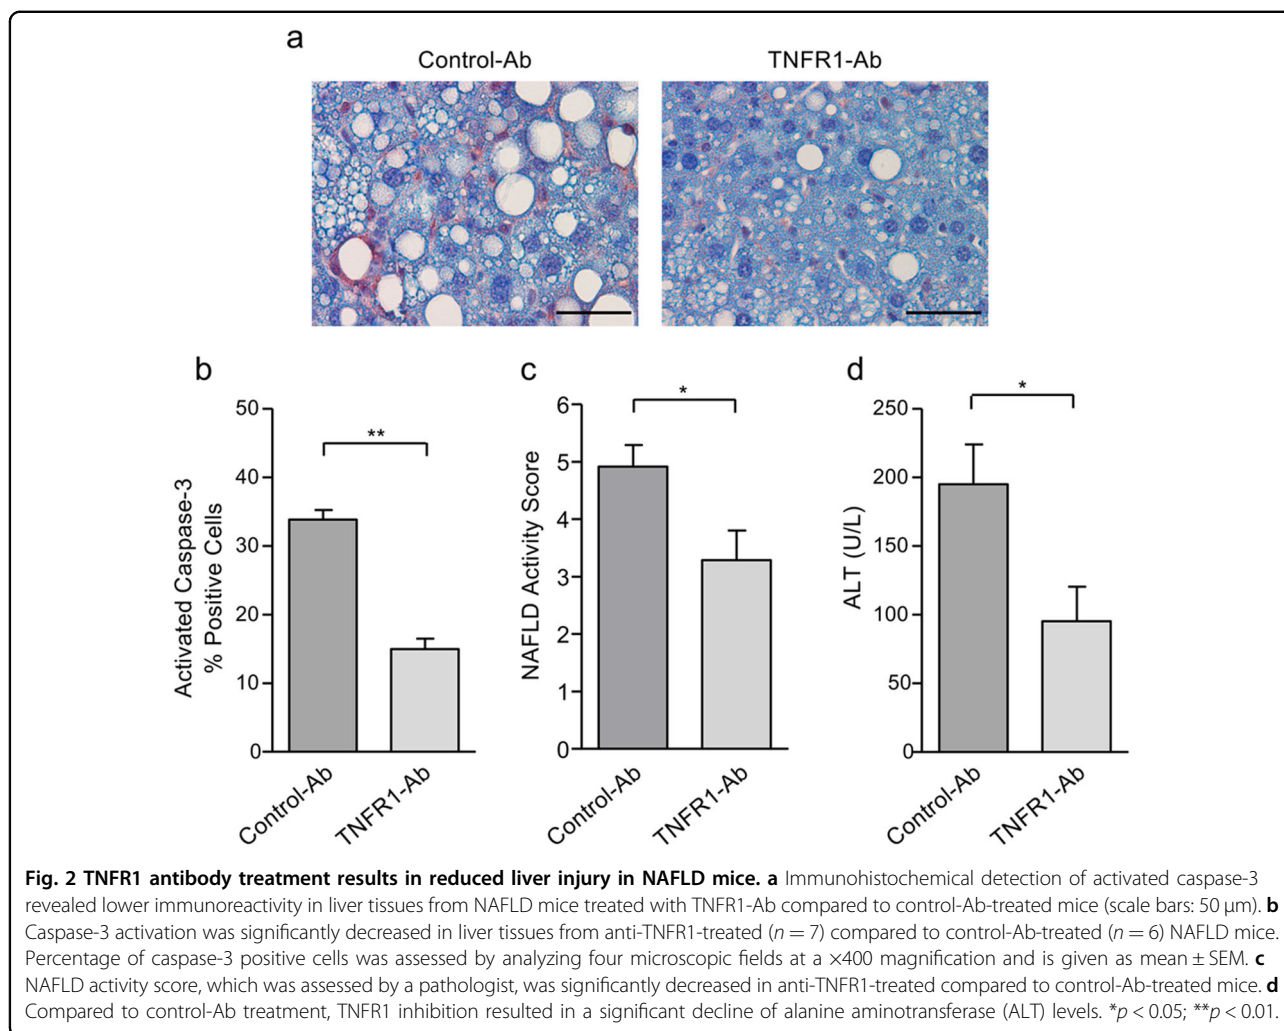 a
Control-Ab
TNFR1-Ab
b
50
40
30
20
10
0
Activated Caspase-3
% Positive Cells
**
Control-Ab
TNFR1-Ab
c
6
5
4
3
2
1
0
NAFLD Activity Score
*
Control-Ab
TNFR1-Ab
d
250
200
150
100
50
0
ALT (U/L)
*
Control-Ab
TNFR1-Ab
Fig. 2 TNFR1 antibody treatment results in reduced liver injury in NAFLD mice. a Immunohistochemical detection of activated caspase-3
revealed lower immunoreactivity in liver tissues from NAFLD mice treated with TNFR1-Ab compared to control-Ab-treated mice (scale bars: 50 µm). b
Caspase-3 activation was significantly decreased in liver tissues from anti-TNFR1-treated (n = 7) compared to control-Ab-treated (n = 6) NAFLD mice.
Percentage of caspase-3 positive cells was assessed by analyzing four microscopic fields at a ×400 magnification and is given as mean ± SEM. c
NAFLD activity score, which was assessed by a pathologist, was significantly decreased in anti-TNFR1-treated compared to control-Ab-treated mice. d
Compared to control-Ab treatment, TNFR1 inhibition resulted in a significant decline of alanine aminotransferase (ALT) levels. *p < 0.05; **p < 0.01.